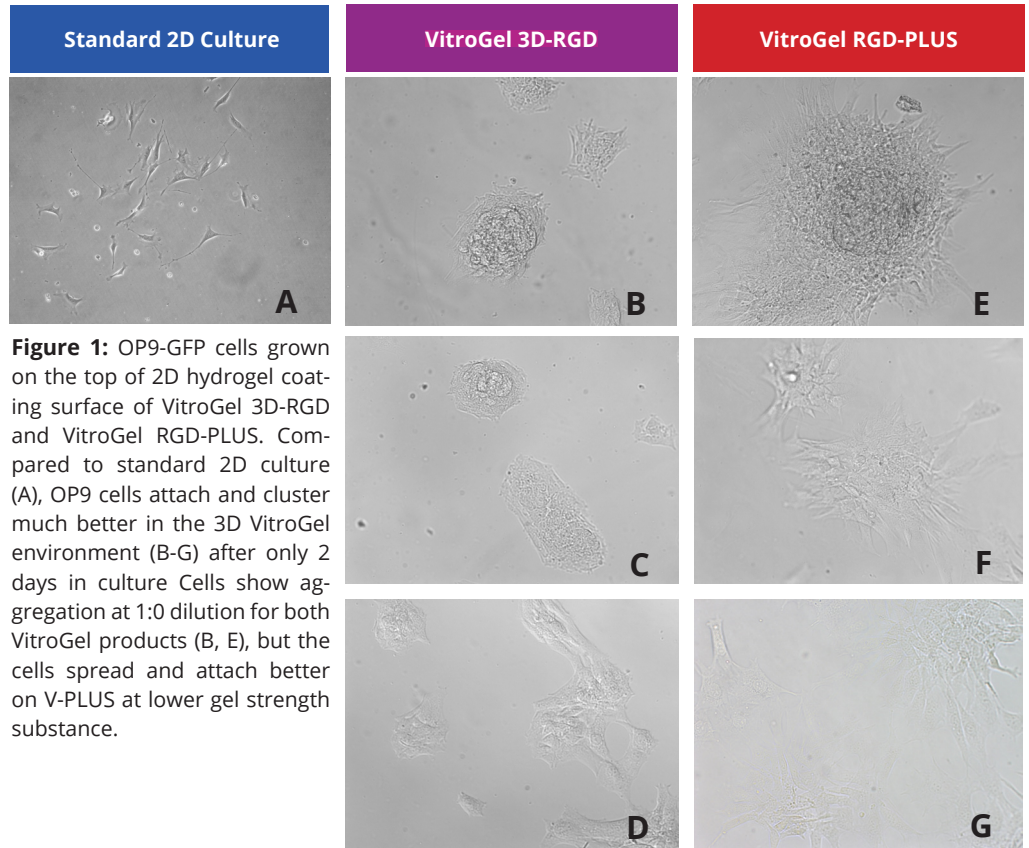 Standard 2D Culture
VitroGel 3D-RGD
VitroGel RGD-PLUS
A
B
E
Figure 1: OP9-GFP cells grown
on the top of 2D hydrogel coat-
ing surface of VitroGel 3D-RGD
and VitroGel RGD-PLUS. Com-
pared to standard 2D culture
(A), OP9 cells attach and cluster
much better in the 3D VitroGel
environment (B-G) after only 2
days in culture Cells show ag-
gregation at 1:0 dilution for both
VitroGel products (B, E), but the
cells spread and attach better
on V-PLUS at lower gel strength
substance.
C
F
D
G